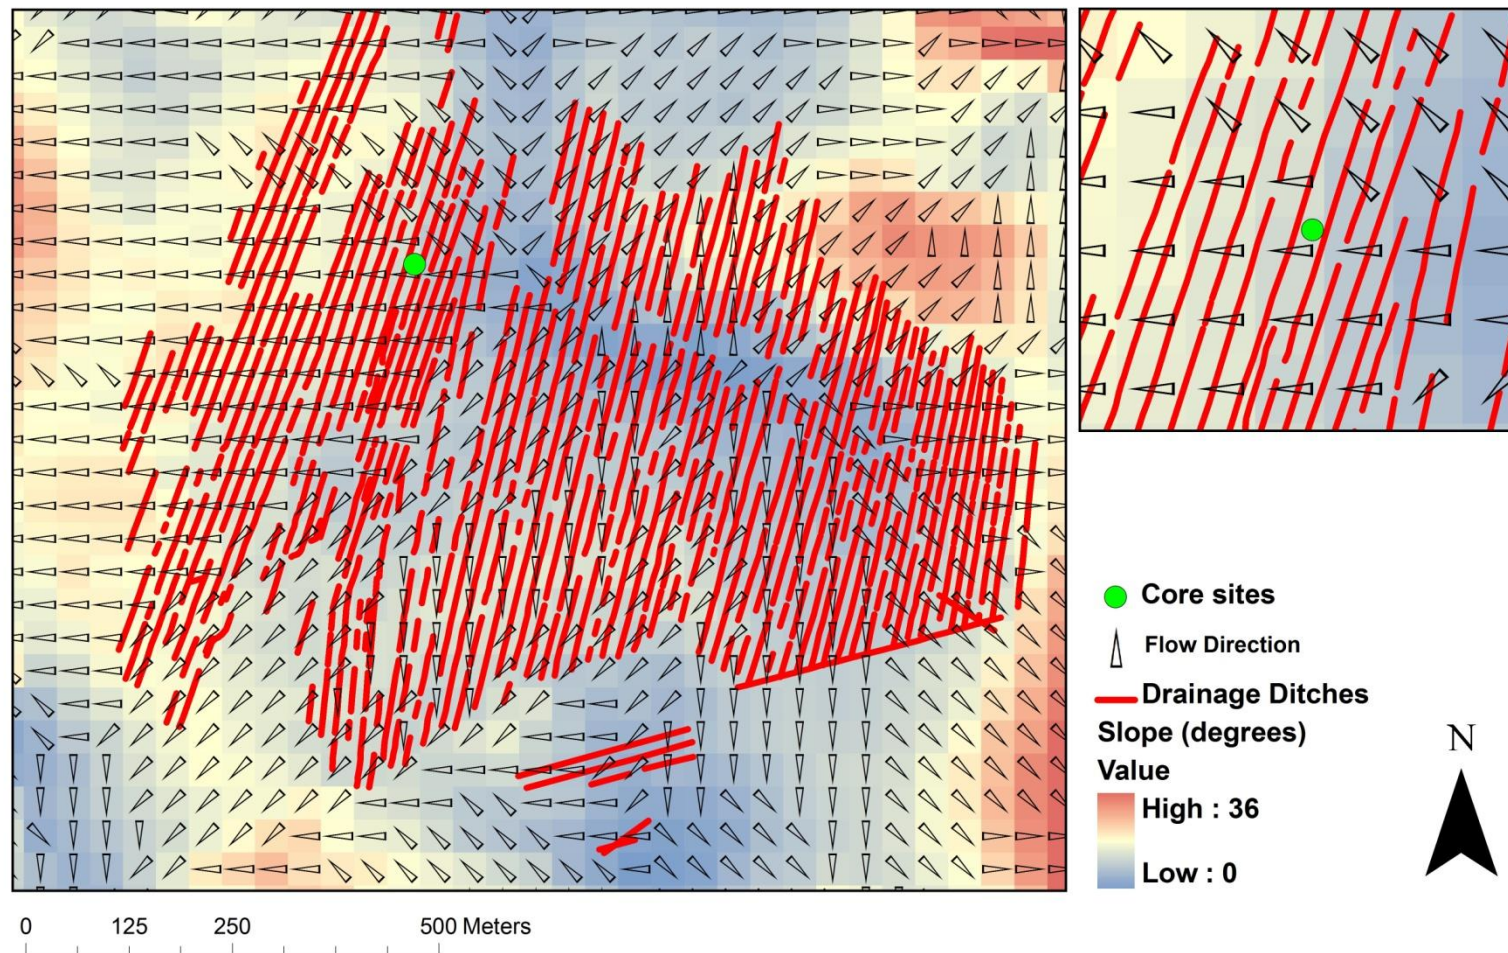 Core sites
Flow Direction
Drainage Ditches
Slope (degrees)
Value
High : 36
Low : 0
N
0 125 250 500 Meters